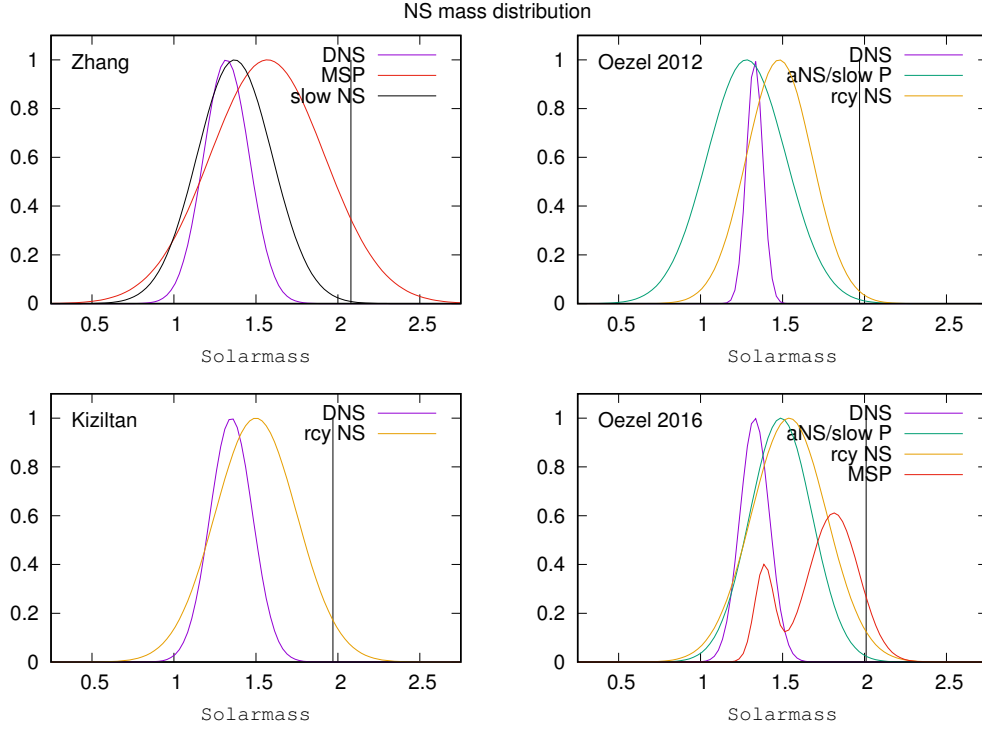 NS mass distribution
Zhang
DNS
MSP
slow NS
1
0.8
0.6
0.4
0.2
0
0.5
1
1.5
2
2.5
Solarmass
Oezel 2012
DNS
aNS/slow P
rcy NS
1
0.8
0.6
0.4
0.2
0
0.5
1
1.5
2
2.5
Solarmass
Kiziltan
DNS
rcy NS
1
0.8
0.6
0.4
0.2
0
0.5
1
1.5
2
2.5
Solarmass
Oezel 2016
DNS
aNS/slow P
rcy NS
MSP
1
0.8
0.6
0.4
0.2
0
0.5
1
1.5
2
2.5
Solarmass